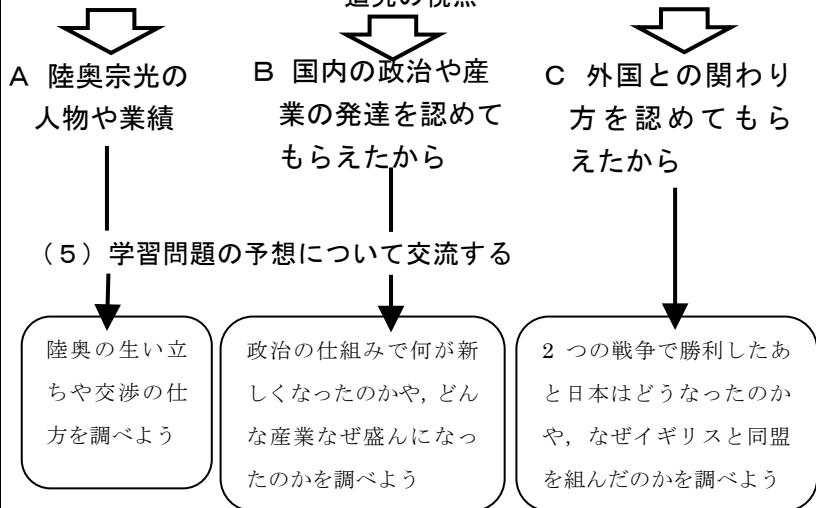 追究の視点
A 陸奥宗光の
人物や業績
B 国内の政治や産
業の発達を認めて
もらえたから
C 外国との関わり
方を認めてもら
えたから
(5)学習問題の予想について交流する
陸奥の生い立
ちや交渉の仕
方を調べよう
政治の仕組みで何が新
しくなったのかや,どん
な産業なぜ盛んになっ
たのかを調べよう
2 つの戦争で勝利したあ
と日本はどうなったのか
や,なぜイギリスと同盟
を組んだのかを調べよう